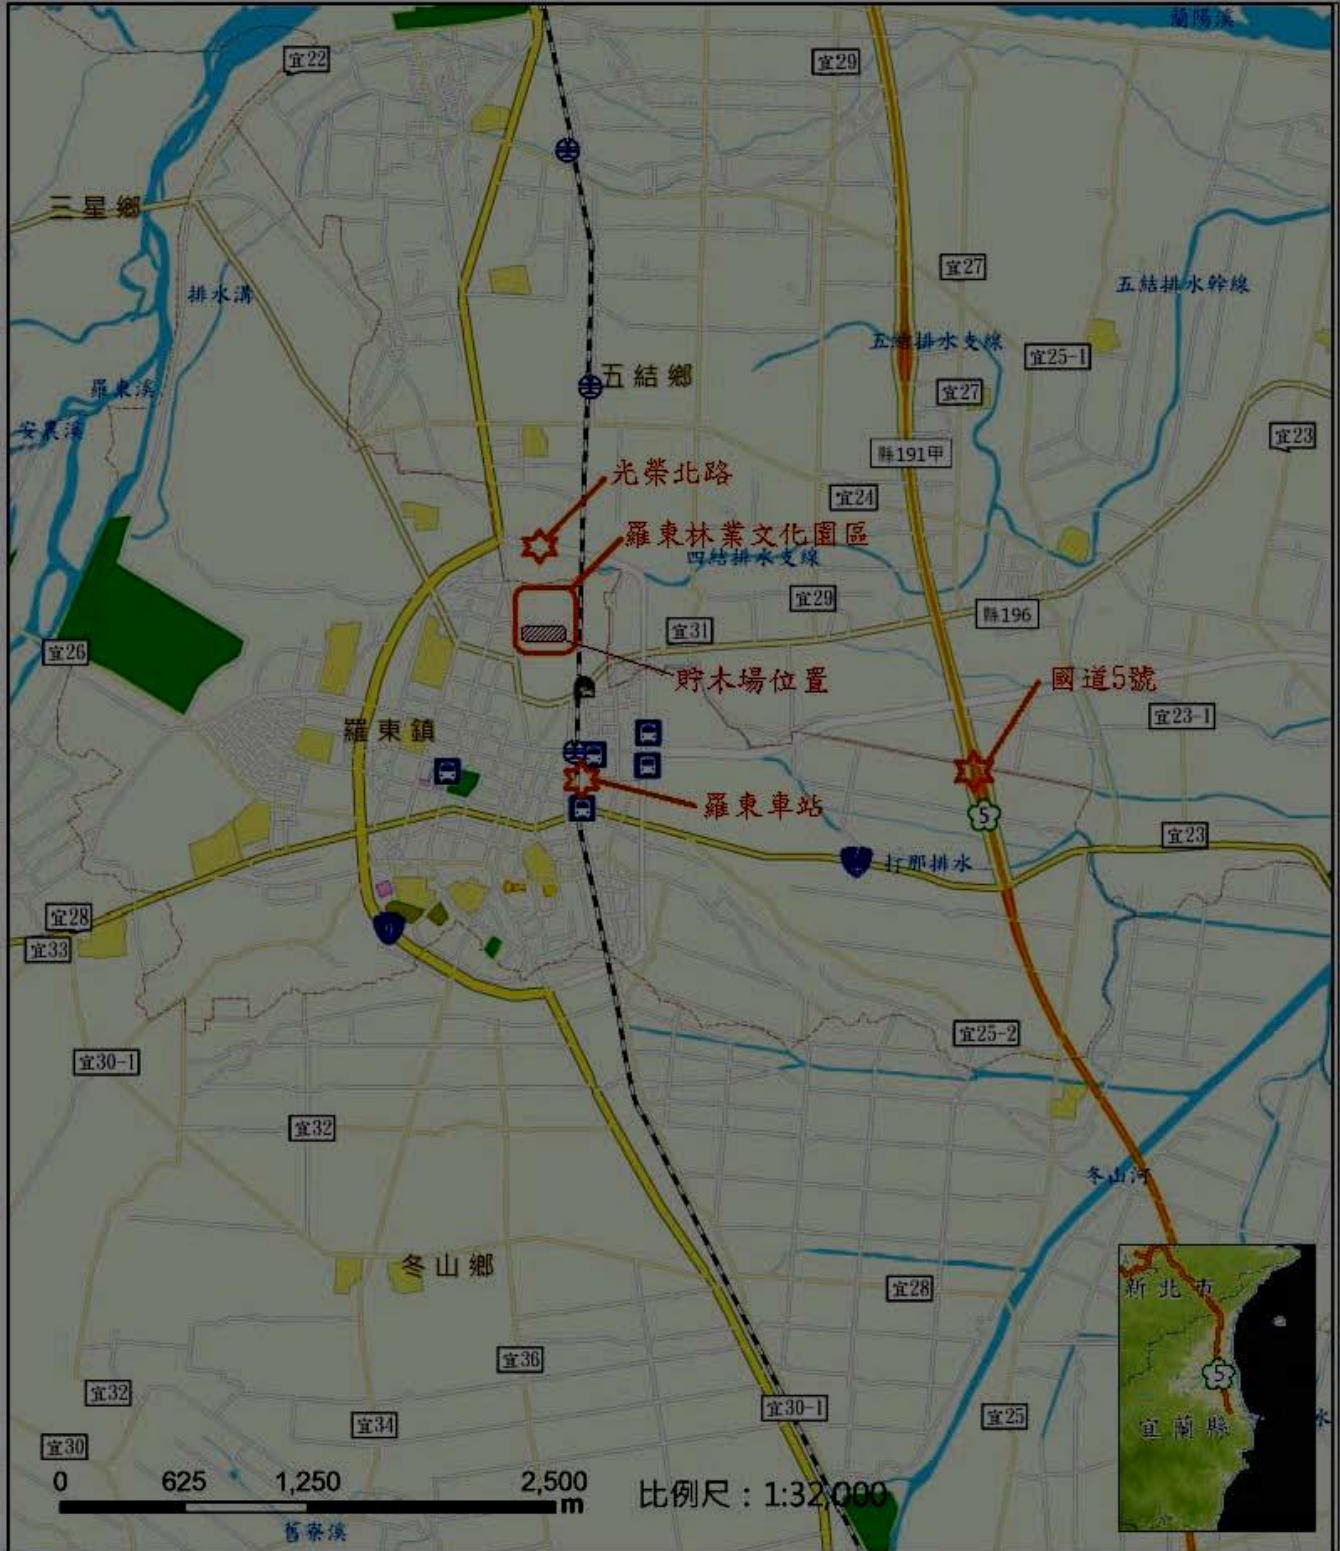 蘭陽溪
宜22
宜29
三星鄉
宜27
排水溝
五結排水幹線
五結排水支線
宜25-1
五結鄉
羅東溪
宜27
安農溪
宜23
縣191甲
光榮北路
宜24
羅東林業文化園區
四結排水支線
宜29
縣196
宜31
宜26
貯木場位置
國道5號
宜23-1
羅東鎮
羅東車站
5
宜23
打那排水
宜28
9
宜33
宜25-2
宜30-1
宜32
冬山河
冬山鄉
新北市
宜28
宜36
5
宜32
宜30-1
宜25
宜34
宜蘭縣
水
宜30
0 625 1,250 2,500
m
比例尺：1:32,000
舊寮溪